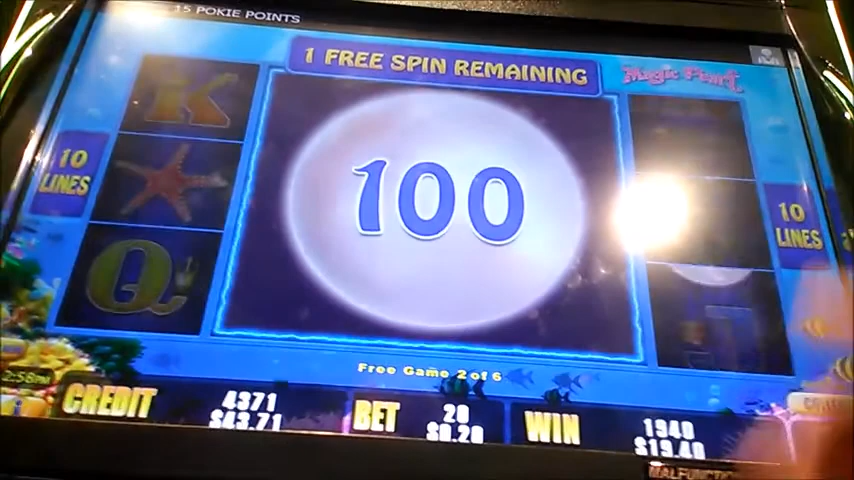 15 POKIE POINTS
1 FREE SPIN REMAINING
Magic Pearl
K
10
LINES
100
10
LINES
Q
Free Game 2 of 6
CREDIT
4371
$43.71
BET
20
$0.20
WIN
1940
$19.40